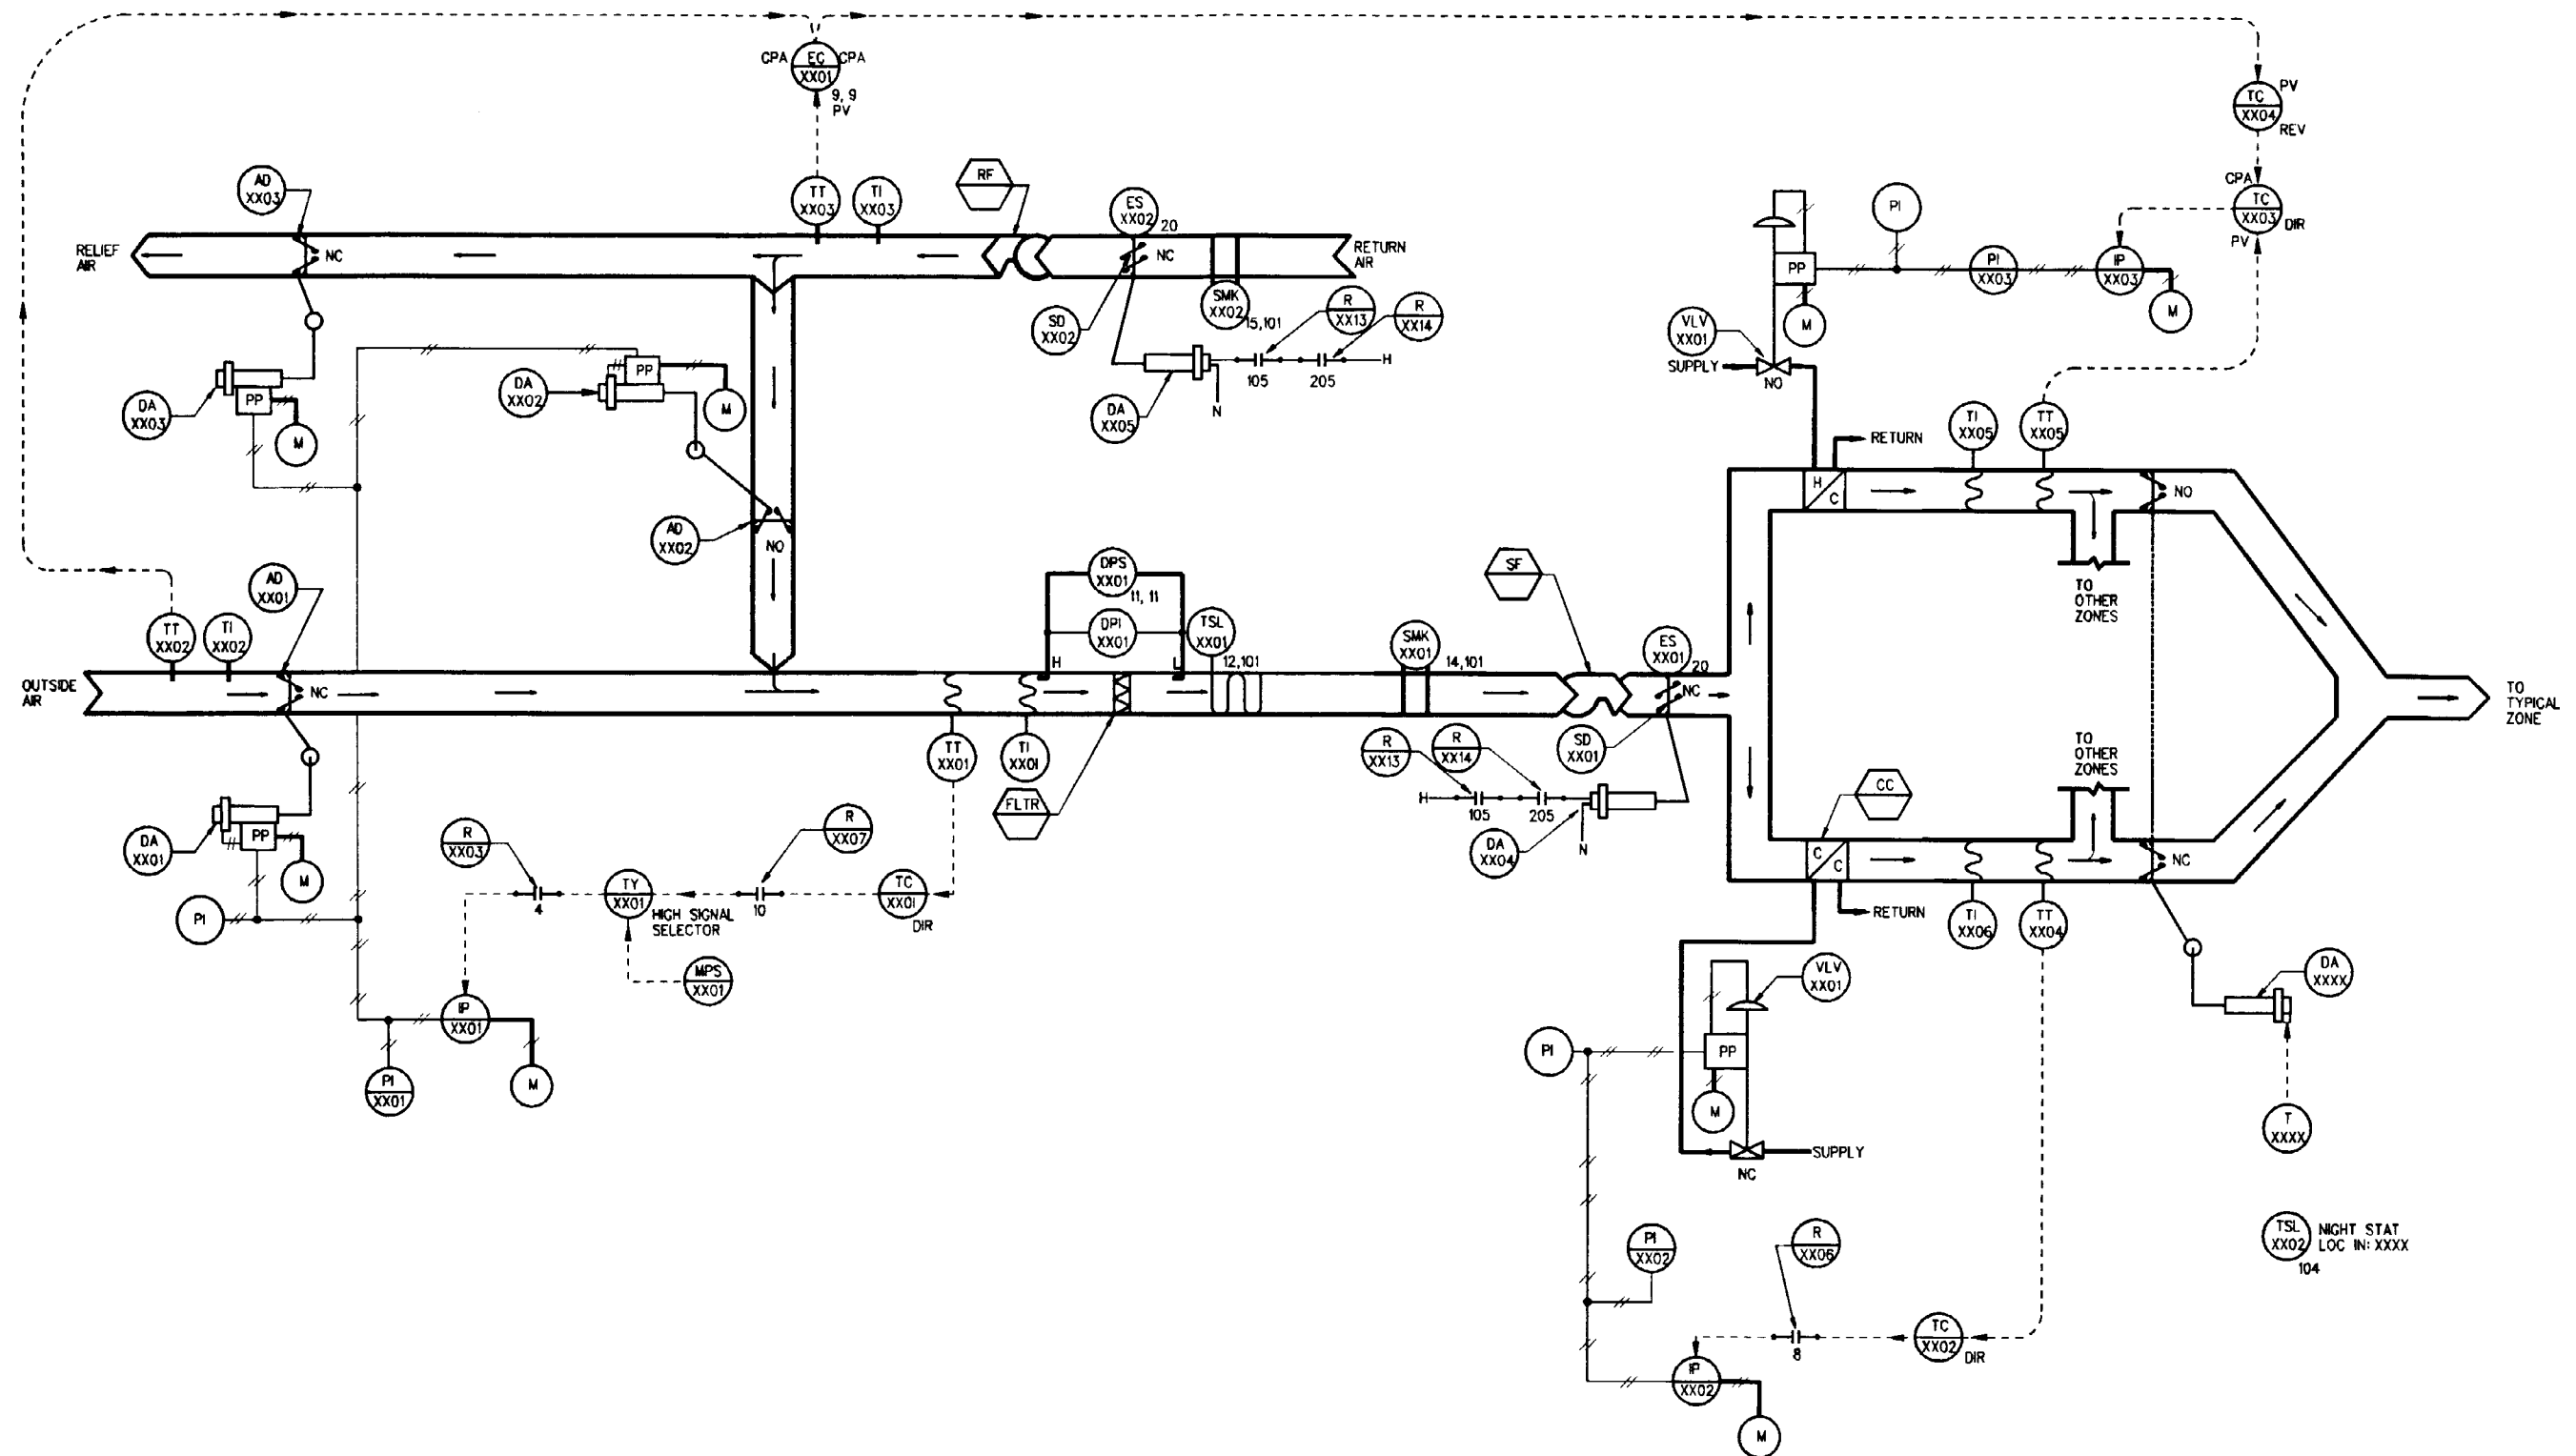 CPA
EC
XX01
CPA
9, 9
PV
TC
XX04
PV
REV
AD
XX03
TT
XX03
TI
XX03
RF
ES
XX02
20
CPA
TC
XX03
DIR
PV
PI
RELIEF
AIR
NC
NC
RETURN
AIR
PP
PI
XX03
IP
XX03
M
M
SMK
XX02
15,101
SD
XX02
R
XX13
R
XX14
H
105
205
N
VLV
XX01
SUPPLY
NO
DA
XX03
PP
M
DA
XX02
PP
M
DA
XX05
TI
XX05
TT
XX05
RETURN
H
C
NO
AD
XX02
NO
TO
OTHER
ZONES
AD
XX01
DPS
XX01
11, 11
DPI
XX01
TSL
XX01
SF
TT
XX02
TI
XX02
H
L
12,101
SMK
XX01
14,101
ES
XX01
20
OUTSIDE
AIR
NC
NC
TO
TYPICAL
ZONE
TT
XX01
TI
XX01
R
XX13
R
XX14
SD
XX01
TO
OTHER
ZONES
FLTR
H
105
205
N
DA
XX04
CC
DA
XX01
PP
M
R
XX03
R
XX07
C
C
NC
PI
4
TY
XX01
HIGH SIGNAL
SELECTOR
10
TC
XX01
DIR
RETURN
TI
XX06
TT
XX04
MPS
XX01
VLV
XX01
DA
XXXX
IP
XX01
PI
XX01
M
PI
PP
M
T
XXXX
NC
SUPPLY
TSL
XX02
NIGHT STAT
LOC IN: XXXX
104
PI
XX02
R
XX06
8
TC
XX02
DIR
IP
XX02
M